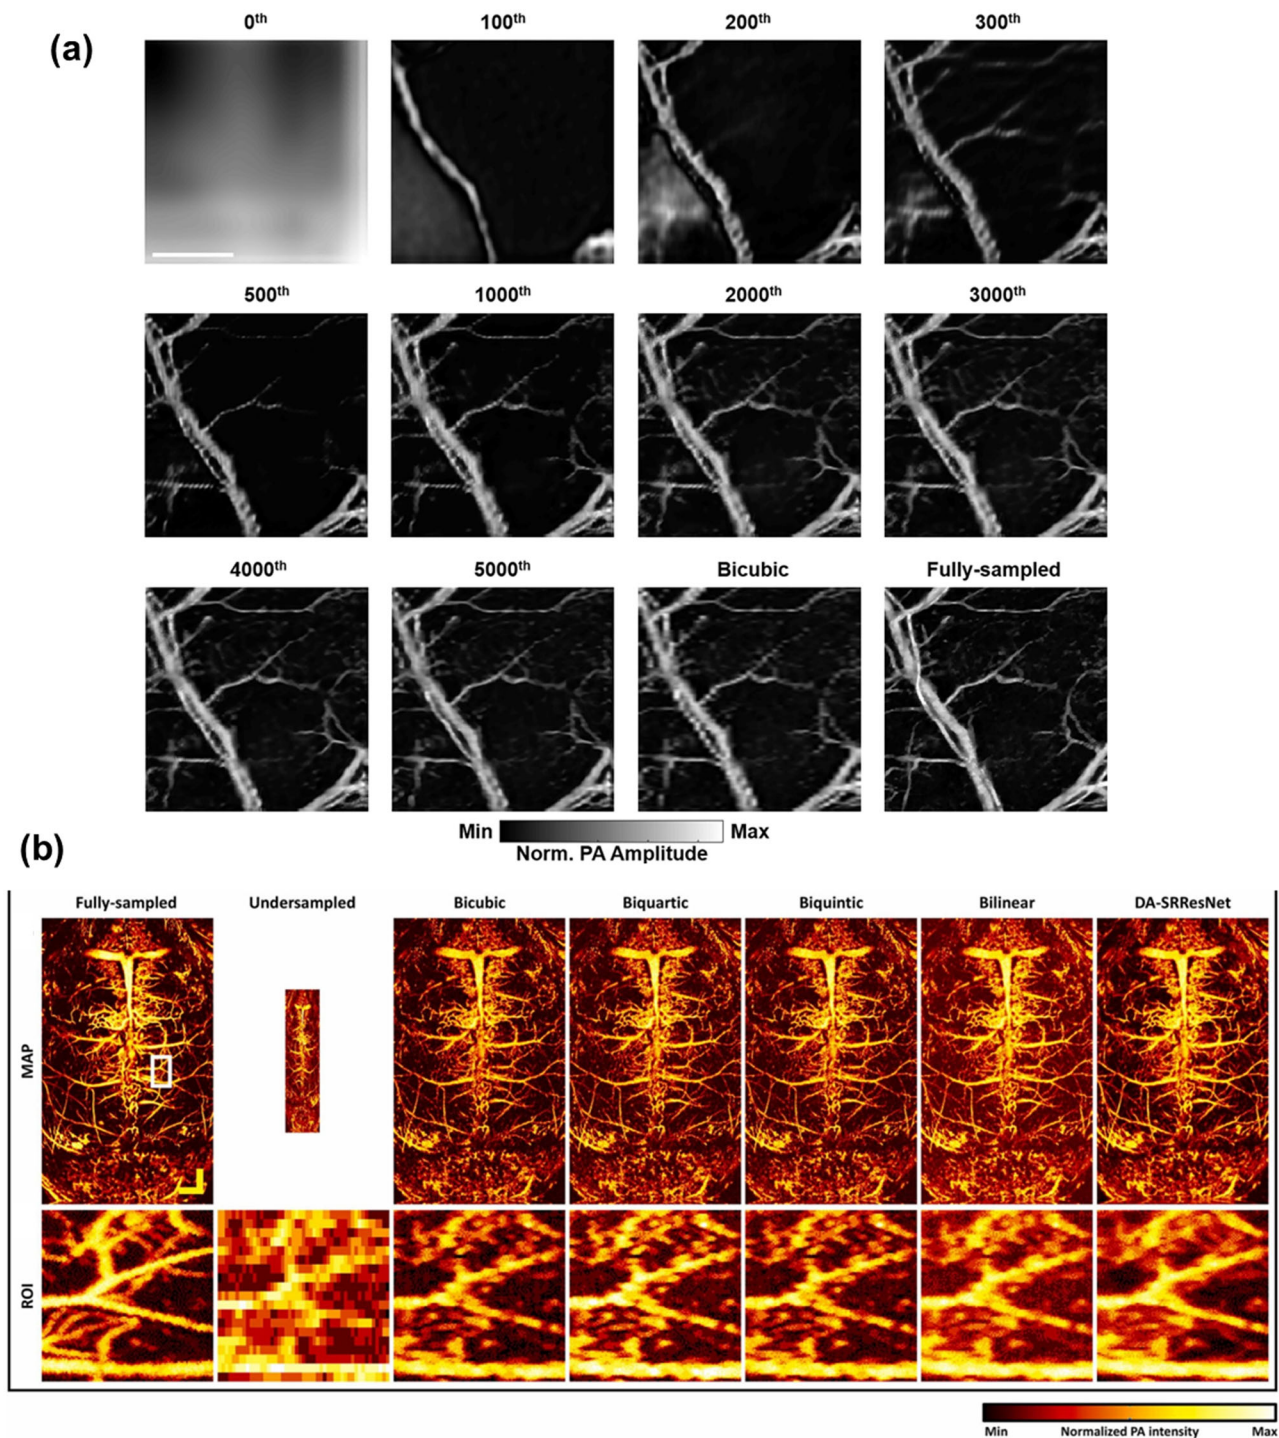 (a)
0th 100th 200th 300th
500th 1000th 2000th 3000th
4000th 5000th Bicubic Fully-sampled
Min Max
Norm. PA Amplitude
(b)
Fully-sampled Undersampled Bicubic Biquartic Biquintic Bilinear DA-SRResNet
MAP
ROI
Min Normalized PA intensity Max